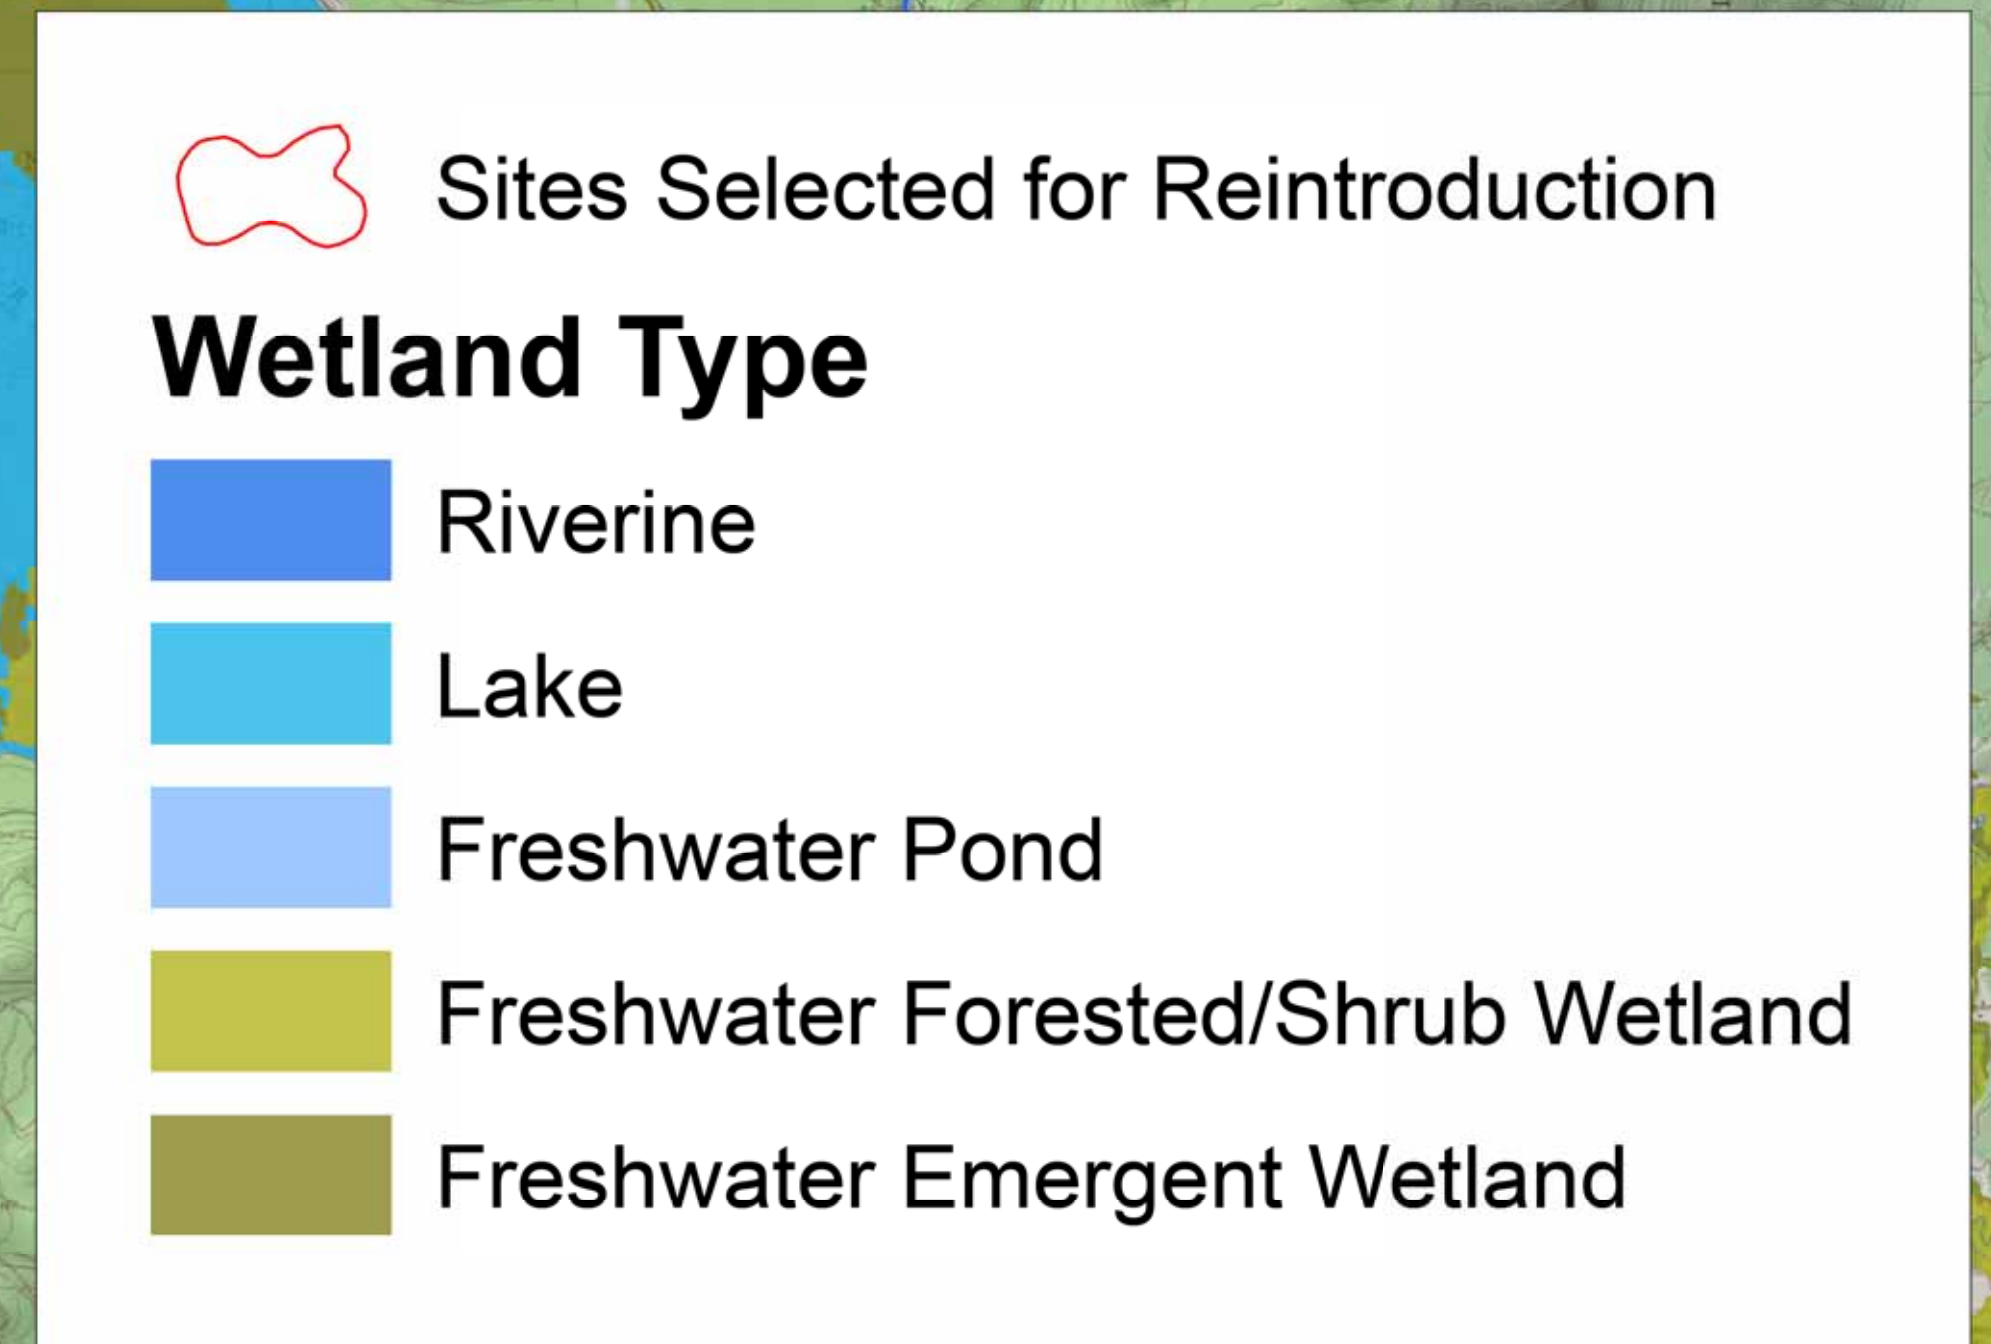 Sites Selected for Reintroduction
Wetland Type
Riverine
Lake
Freshwater Pond
Freshwater Forested/Shrub Wetland
Freshwater Emergent Wetland